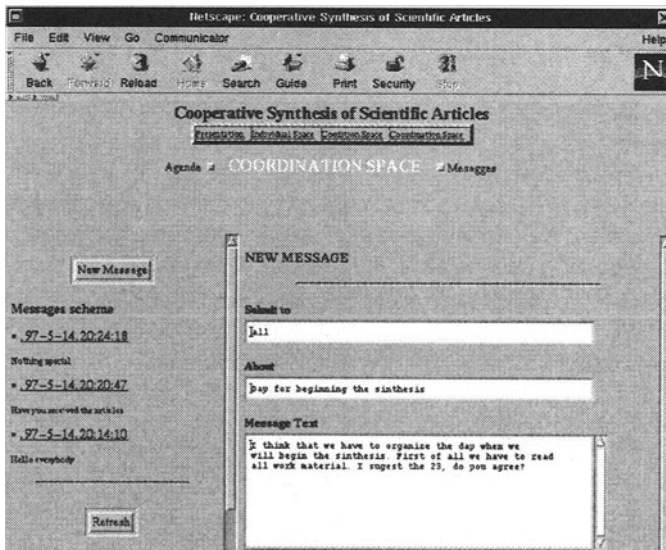 Netscape: Cooperative Synthesis of Scientific Articles
File Edit View Go Communicator Help
Back Forward Reload Home Search Guide Print Security Stop
N
Cooperative Synthesis of Scientific Articles
Presentation Individual Space Coedition Space Coordination Space
Agenda COORDINATION SPACE Messages
New Message
Messages scheme
.97-5-14.20:24:18
Nothing special
.97-5-14.20:20:47
Have you received the articles
.97-5-14.20:14:10
Hello everybody
Refresh
NEW MESSAGE
Submit to
all
About
Day for beginning the sinthesis
Message Text
I think that we have to organize the day when we
will begin the sinthesis. First of all we have to read
all work material. I sugest the 23, do you agree?